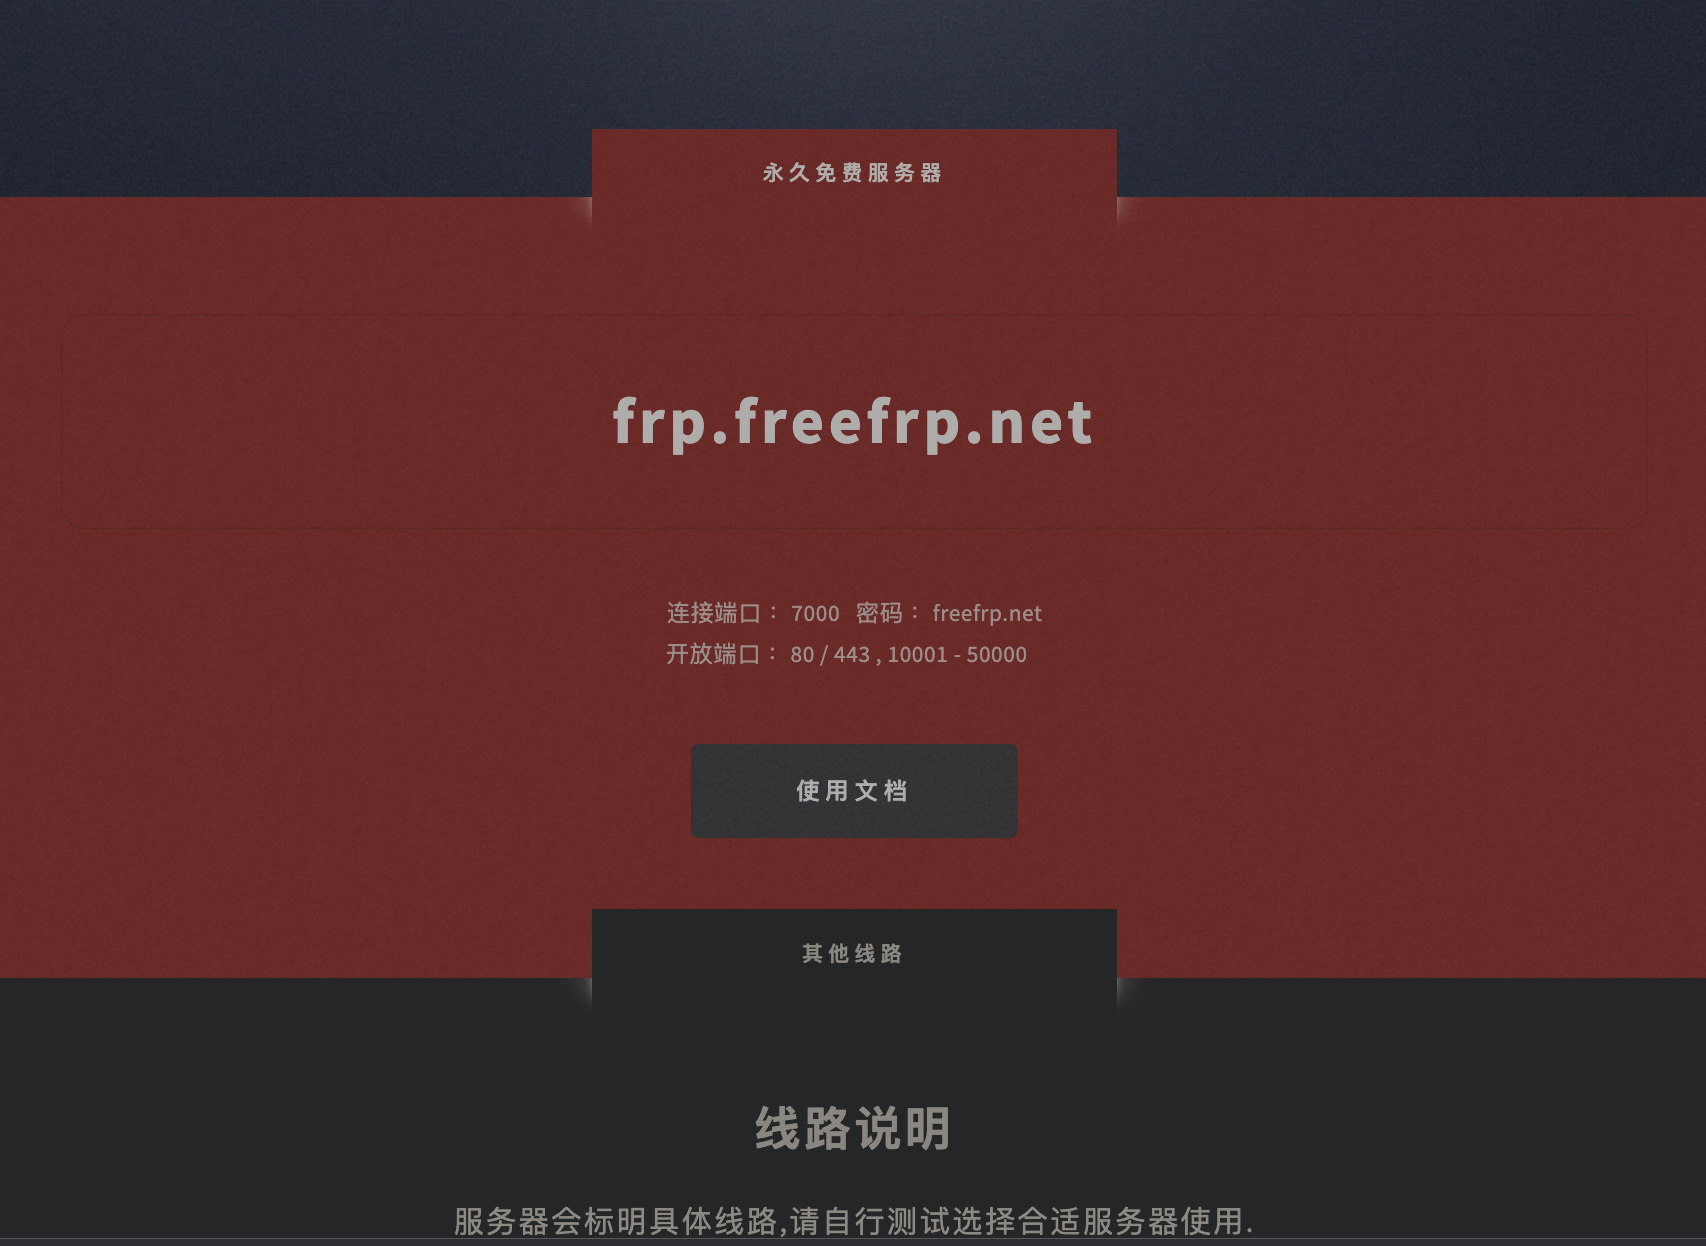 永久免费服务器
frp.freefrp.net
连接端口： 7000 密码： freefrp.net
开放端口： 80 / 443 , 10001 - 50000
使用文档
其他线路
线路说明
服务器会标明具体线路,请自行测试选择合适服务器使用.